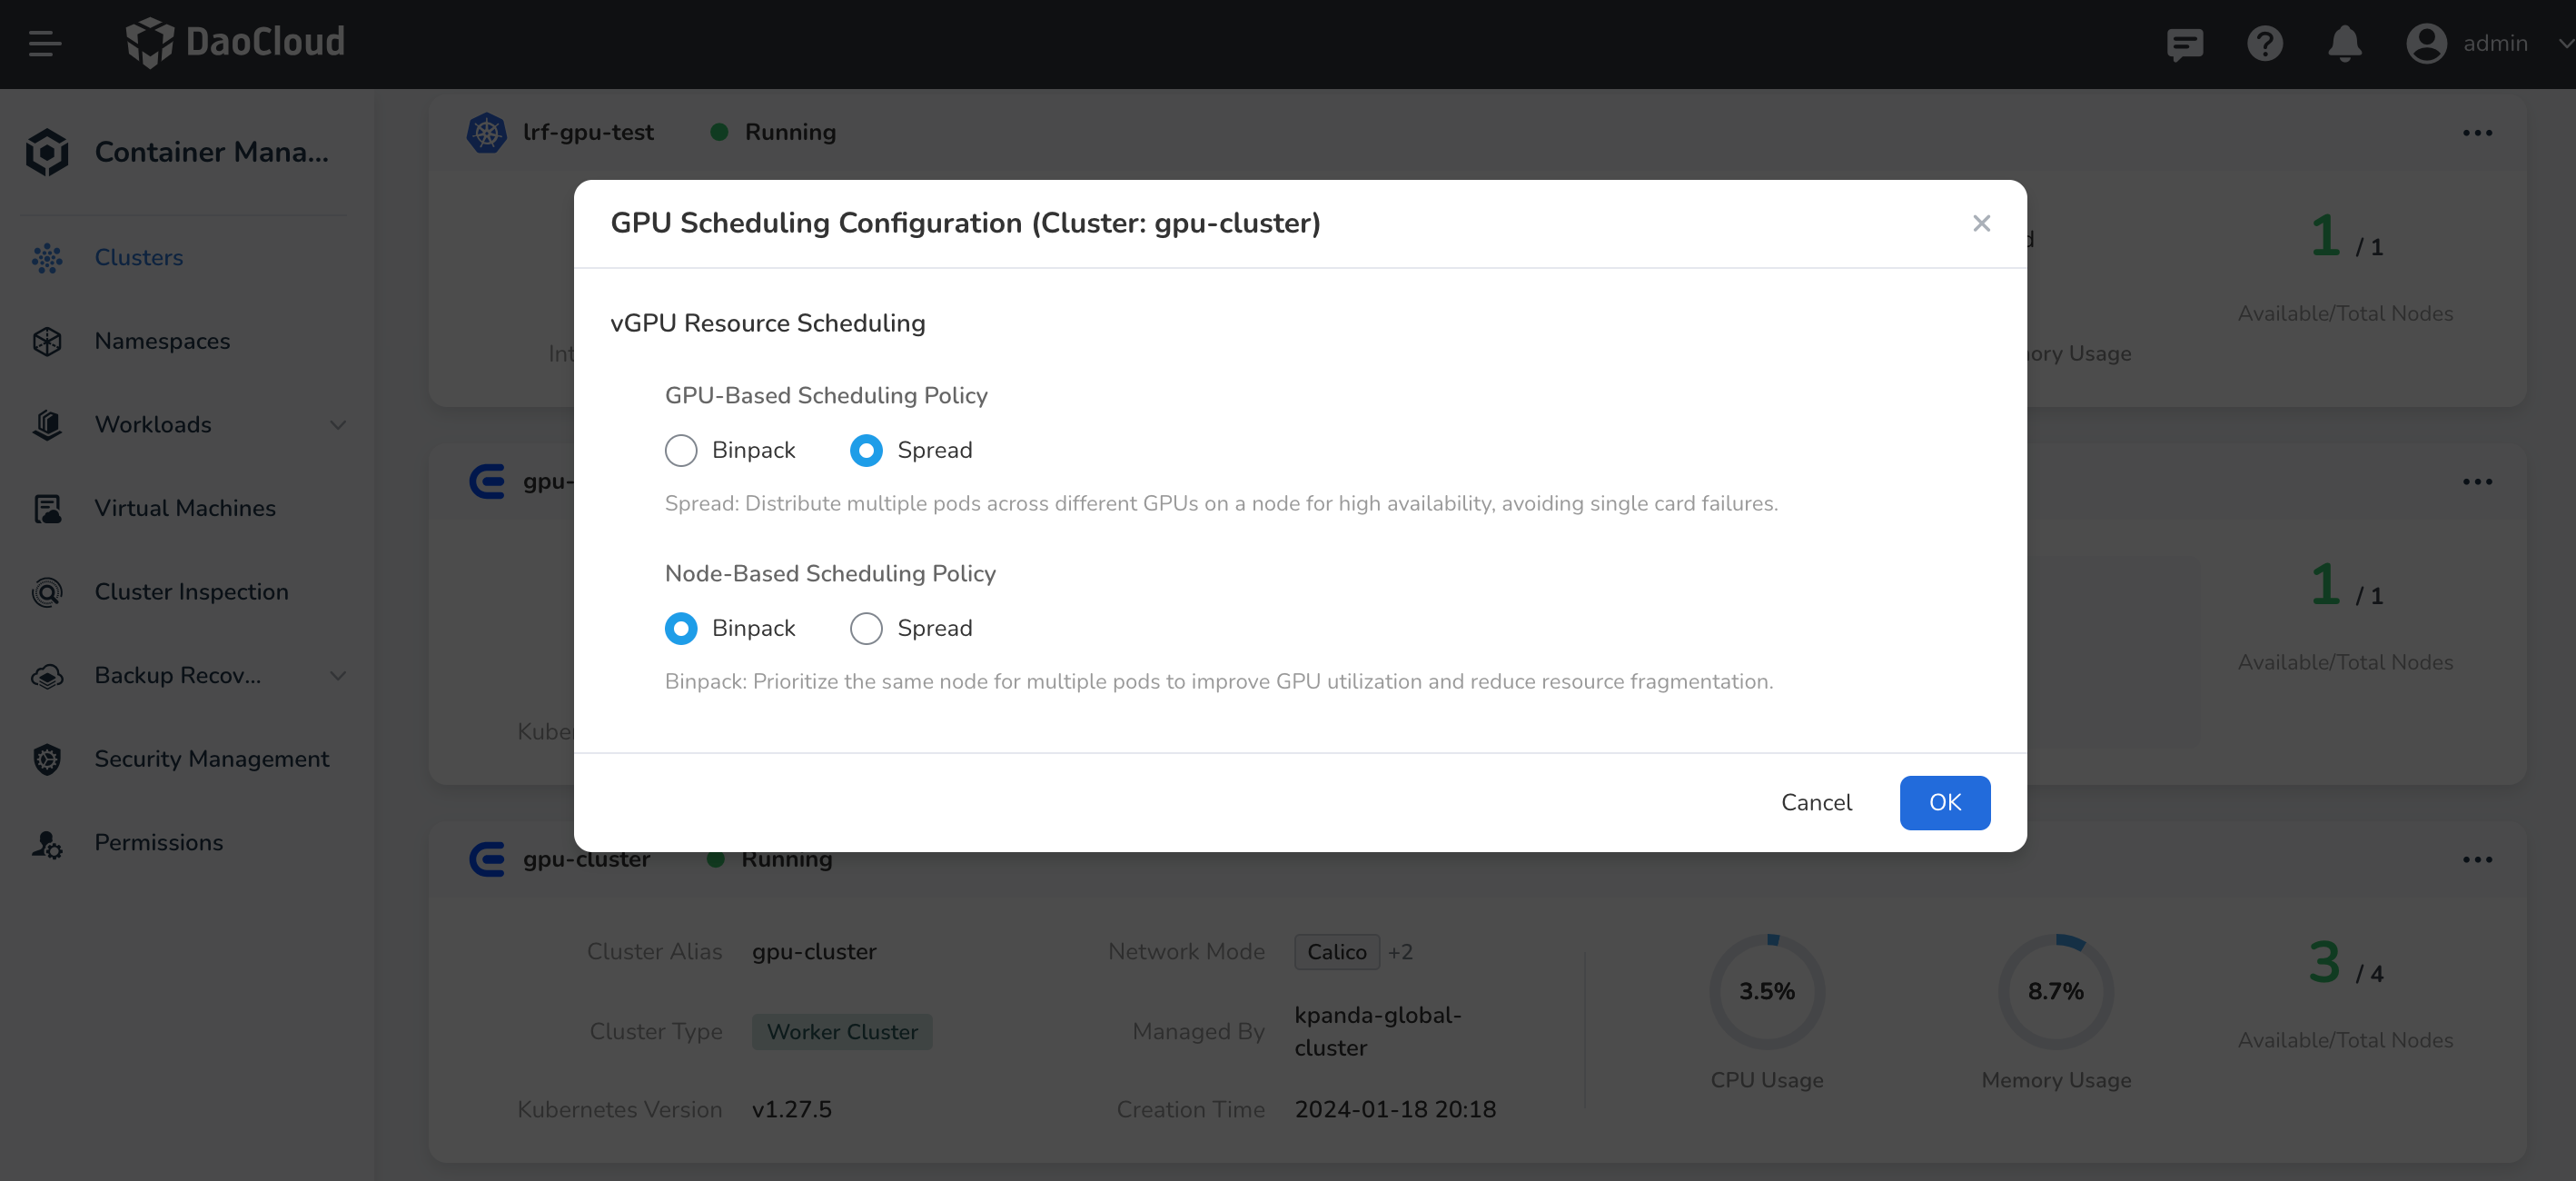 DaoCloud
admin
Container Mana...
Clusters
Namespaces
Workloads
Virtual Machines
Cluster Inspection
Backup Recov...
Security Management
Permissions
lrf-gpu-test Running
1 / 1
Available/Total Nodes
ory Usage
GPU Scheduling Configuration (Cluster: gpu-cluster)
vGPU Resource Scheduling
GPU-Based Scheduling Policy
Binpack Spread
Spread: Distribute multiple pods across different GPUs on a node for high availability, avoiding single card failures.
Node-Based Scheduling Policy
Binpack Spread
Binpack: Prioritize the same node for multiple pods to improve GPU utilization and reduce resource fragmentation.
Cancel OK
gpu-
1 / 1
Available/Total Nodes
Kube
gpu-cluster Running
Cluster Alias gpu-cluster
Network Mode Calico +2
Cluster Type Worker Cluster
Managed By kpanda-global-
cluster
Kubernetes Version v1.27.5
Creation Time 2024-01-18 20:18
3.5%
CPU Usage
8.7%
Memory Usage
3 / 4
Available/Total Nodes